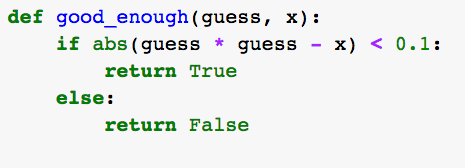 def good_enough(guess, x):
    if abs(guess * guess - x) < 0.1:
        return True
    else:
        return False